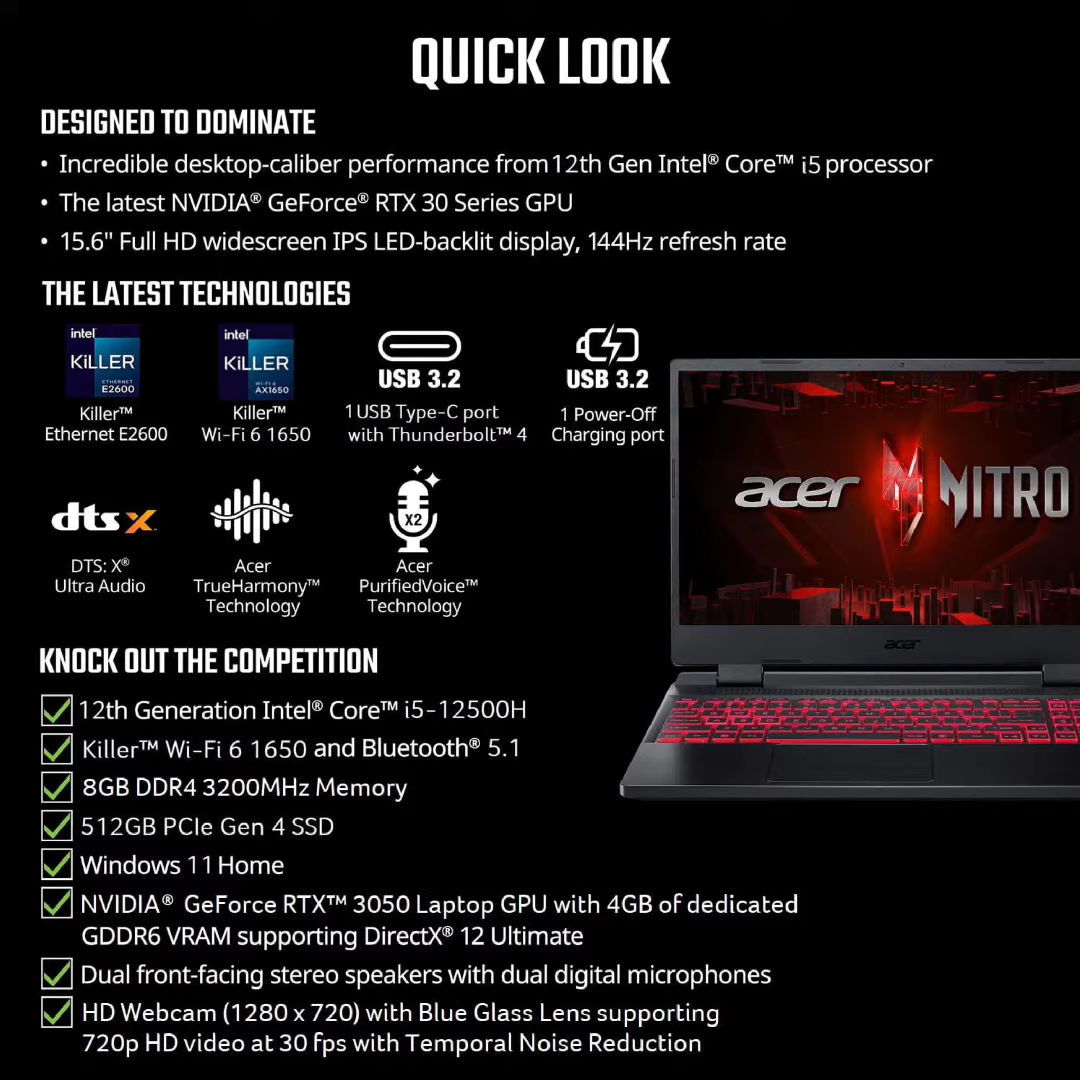 QUICK LOOK
DESIGNED TO DOMINATE
• Incredible desktop-caliber performance from 12th Gen Intel® Core™ i5 processor
• The latest NVIDIA® GeForce® RTX 30 Series GPU
• 15.6" Full HD widescreen IPS LED-backlit display, 144Hz refresh rate
THE LATEST TECHNOLOGIES
intel
KiLLER
ETHERNET
E2600
Killer™
Ethernet E2600
intel
KiLLER
WI-FI 6
AX1650
Killer™
Wi-Fi 6 1650
USB 3.2
1 USB Type-C port
with Thunderbolt™ 4
USB 3.2
1 Power-Off
Charging port
acer NITRO
dts x
DTS: X®
Ultra Audio
Acer
TrueHarmony™
Technology
X2
Acer
PurifiedVoice™
Technology
acer
KNOCK OUT THE COMPETITION
12th Generation Intel® Core™ i5-12500H
Killer™ Wi-Fi 6 1650 and Bluetooth® 5.1
8GB DDR4 3200MHz Memory
512GB PCIe Gen 4 SSD
Windows 11 Home
NVIDIA® GeForce RTX™ 3050 Laptop GPU with 4GB of dedicated
GDDR6 VRAM supporting DirectX® 12 Ultimate
Dual front-facing stereo speakers with dual digital microphones
HD Webcam (1280 x 720) with Blue Glass Lens supporting
720p HD video at 30 fps with Temporal Noise Reduction